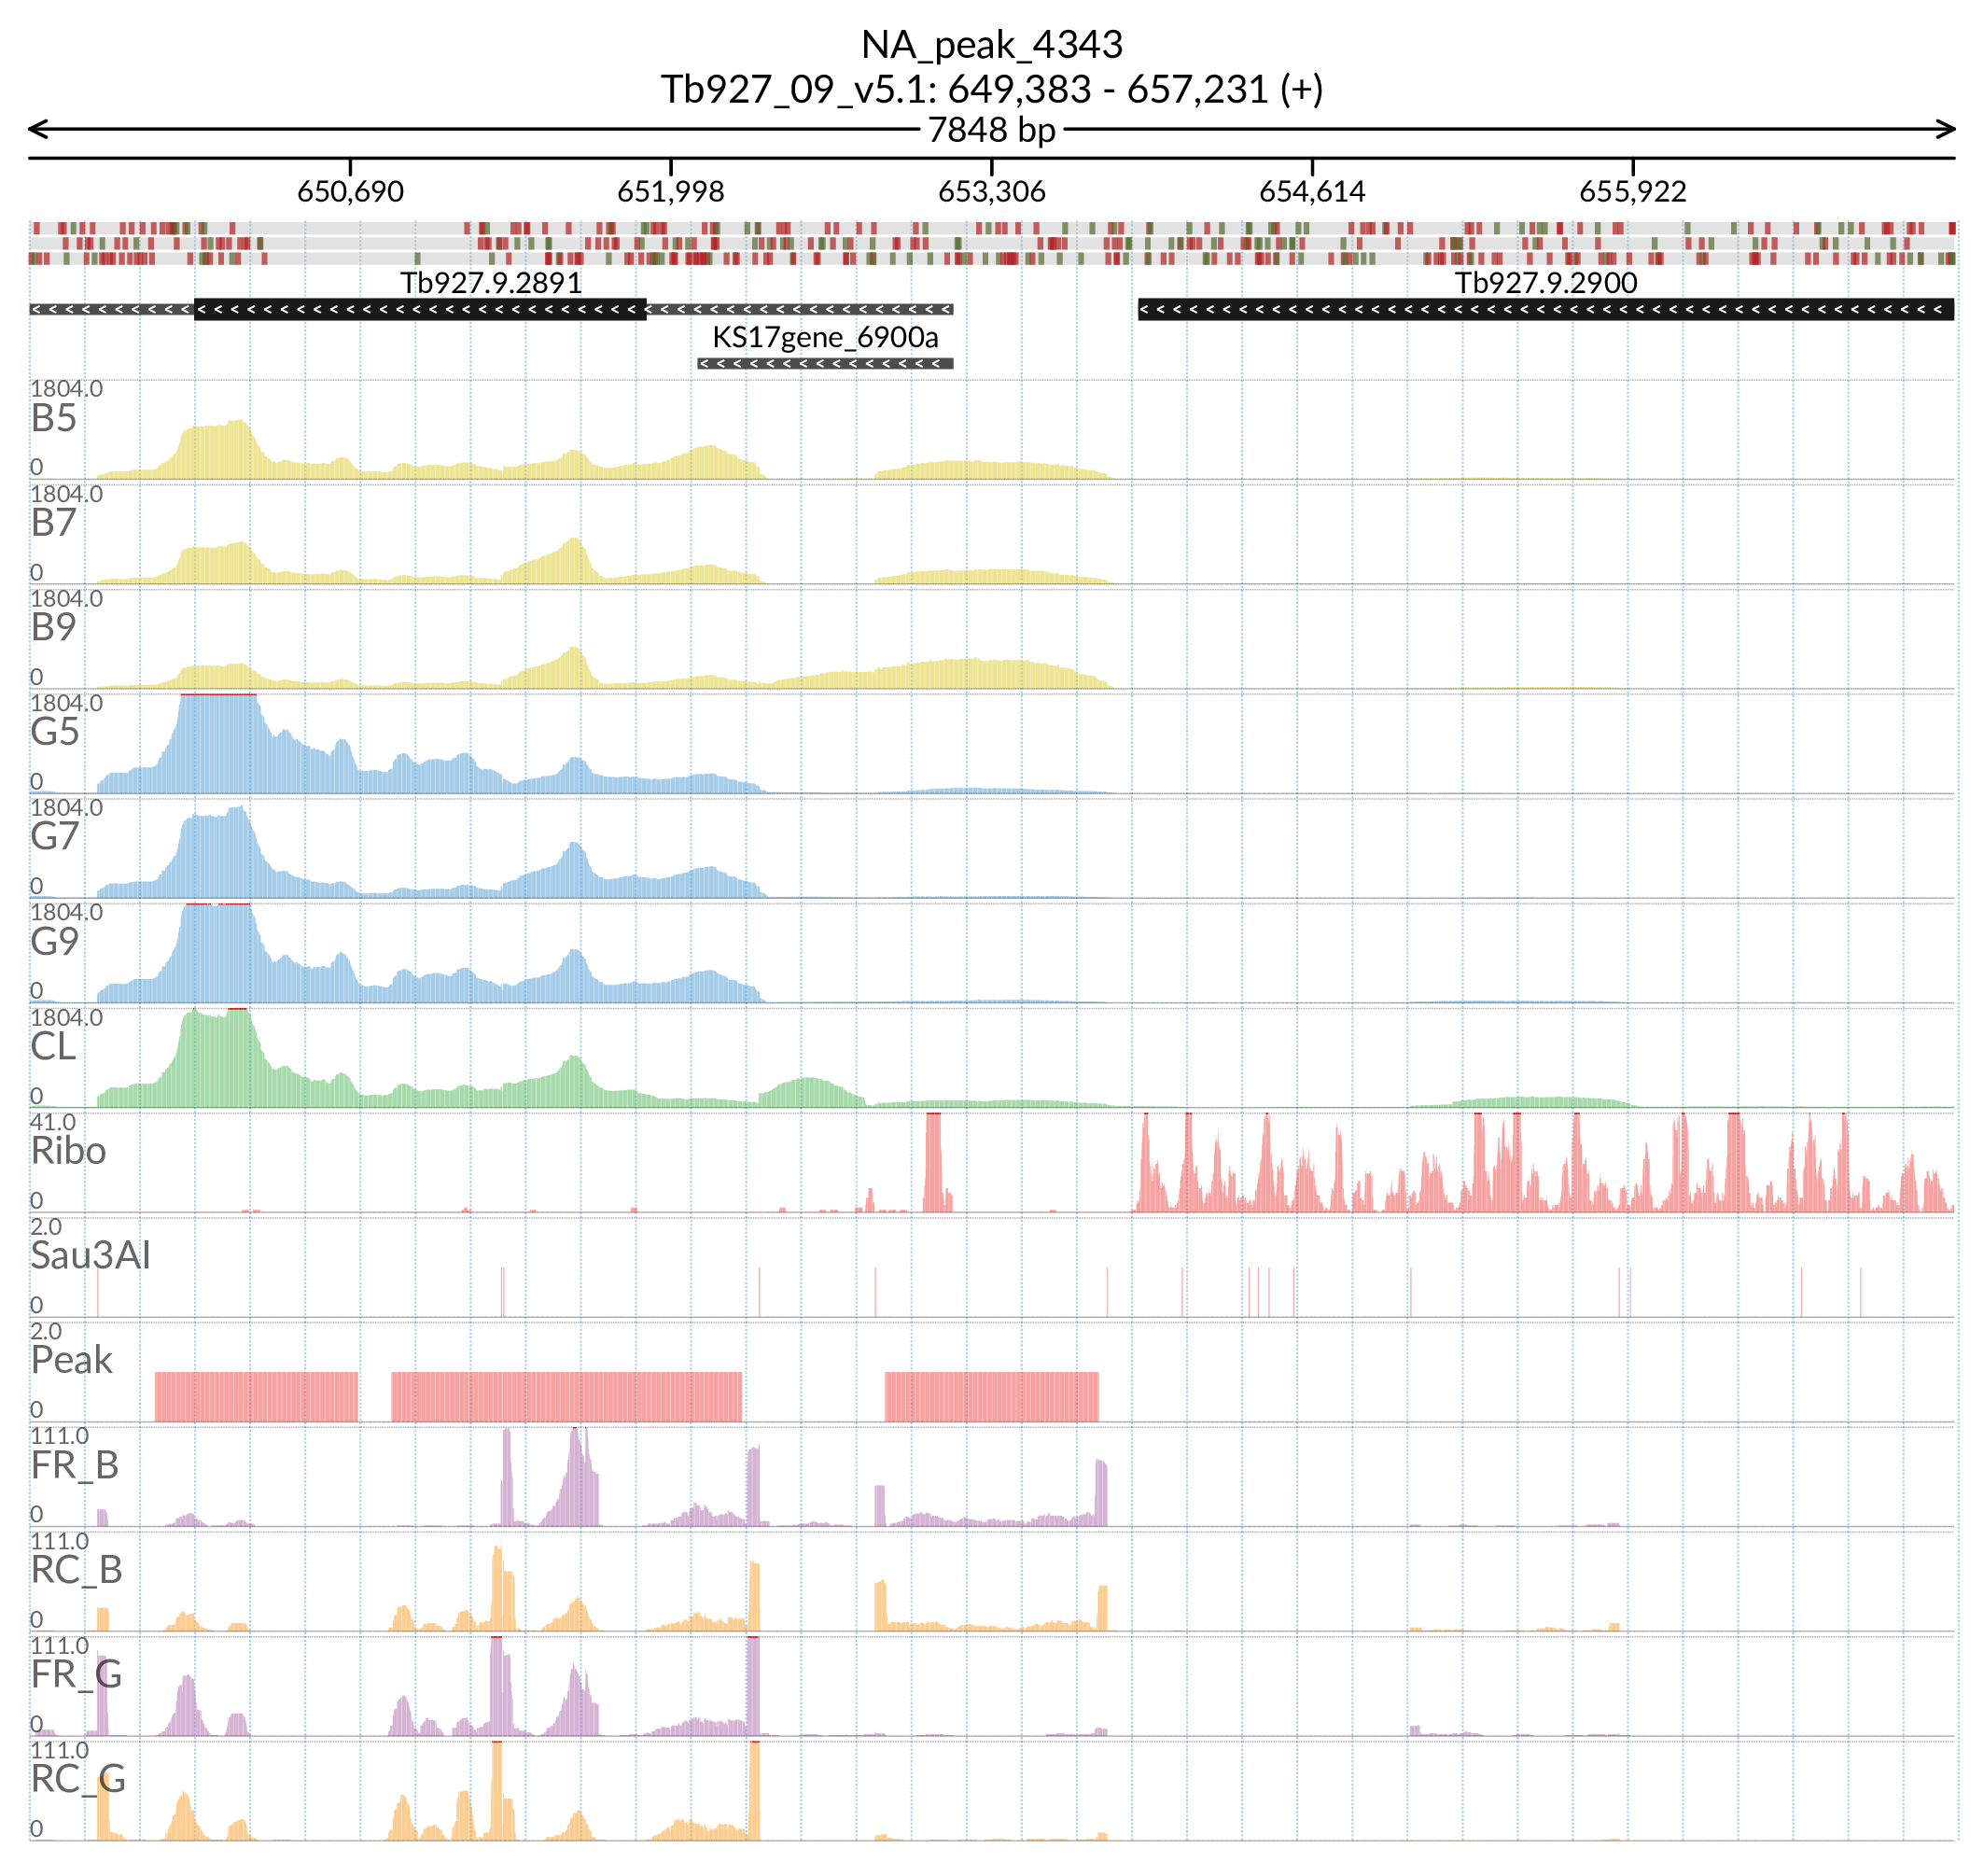 NA_peak_4343
Tb927_09_v5.1: 649,383 - 657,231 (+)
7848 bp
650,690 651,998 653,306 654,614 655,922
Tb927.9.2891 Tb927.9.2900
KS17gene_6900a
1804.0
B5
0
1804.0
B7
0
1804.0
B9
0
1804.0
G5
0
1804.0
G7
0
1804.0
G9
0
1804.0
CL
0
41.0
Ribo
0
2.0
Sau3AI
0
2.0
Peak
0
111.0
FR_B
0
111.0
RC_B
0
111.0
FR_G
0
111.0
RC_G
0